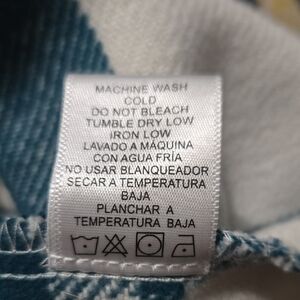 MACHINE WASH
COLD
DO NOT BLEACH
TUMBLE DRY LOW
IRON LOW
LAVADO A MÁQUINA
CON AGUA FRÍA
NO USAR BLANQUEADOR
SECAR A TEMPERATURA
BAJA
PLANCHAR A
TEMPERATURA BAJA